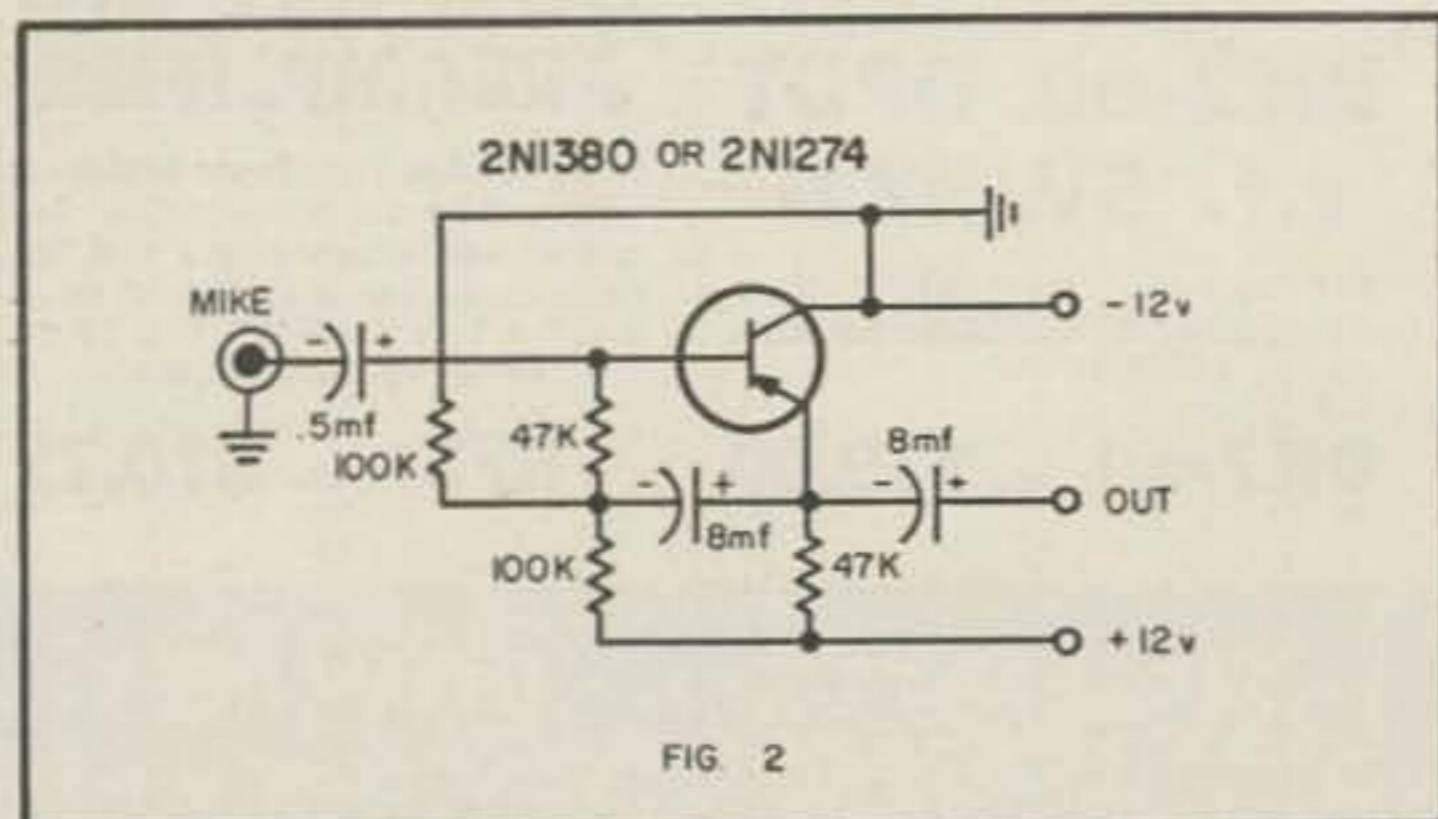 2N1380 OR 2N1274
MIKE
- +
.5mf
100K
47K
- 12v
8mf
- +
- +
8mf
OUT
100K
47K
+ 12v
FIG. 2